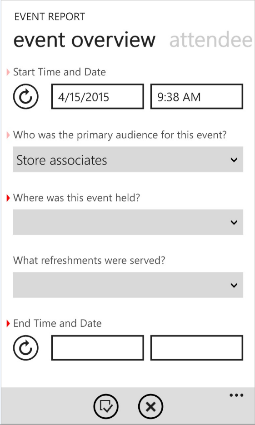 EVENT REPORT
event overview attendee
Start Time and Date
4/15/2015 9:38 AM
Who was the primary audience for this event?
Store associates
Where was this event held?
What refreshments were served?
End Time and Date